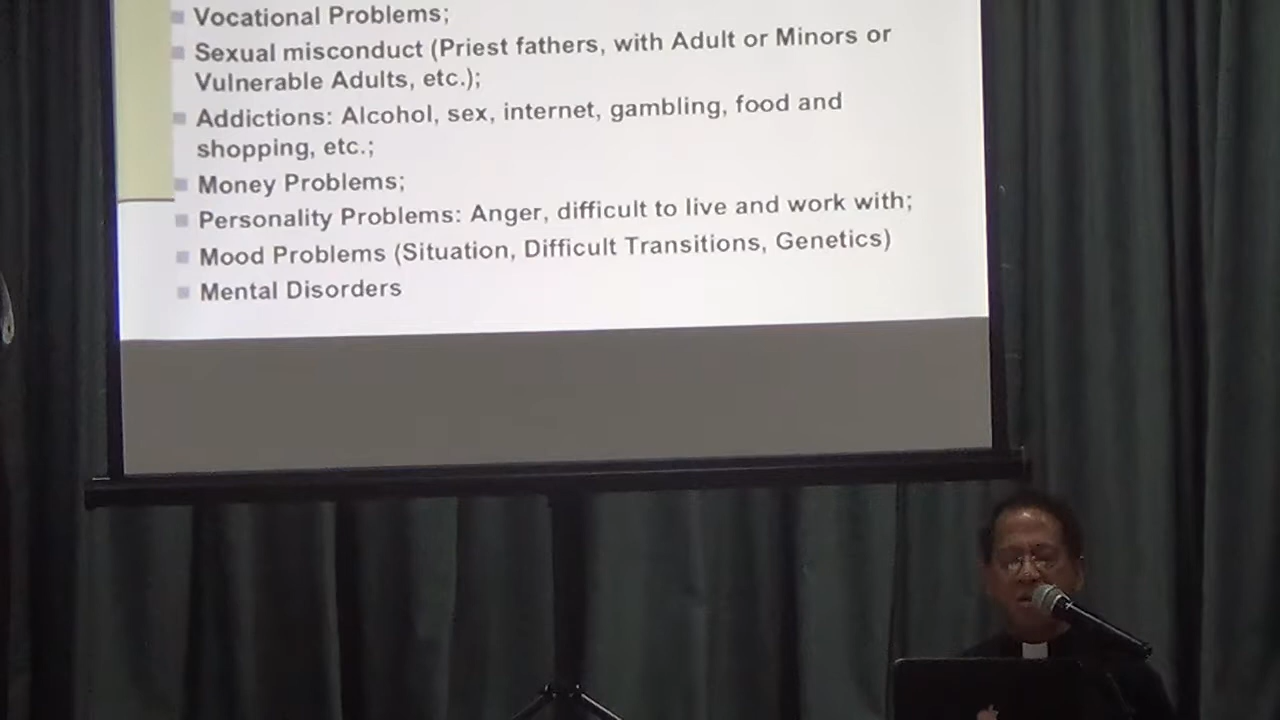 Vocational Problems;
Sexual misconduct (Priest fathers, with Adult or Minors or
Vulnerable Adults, etc.);
Addictions: Alcohol, sex, internet, gambling, food and
shopping, etc.;
Money Problems;
Personality Problems: Anger, difficult to live and work with;
Mood Problems (Situation, Difficult Transitions, Genetics)
Mental Disorders